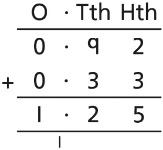 O · Tth Hth
0 · 9 2
+ 0 · 3 3
1 · 2 5
1